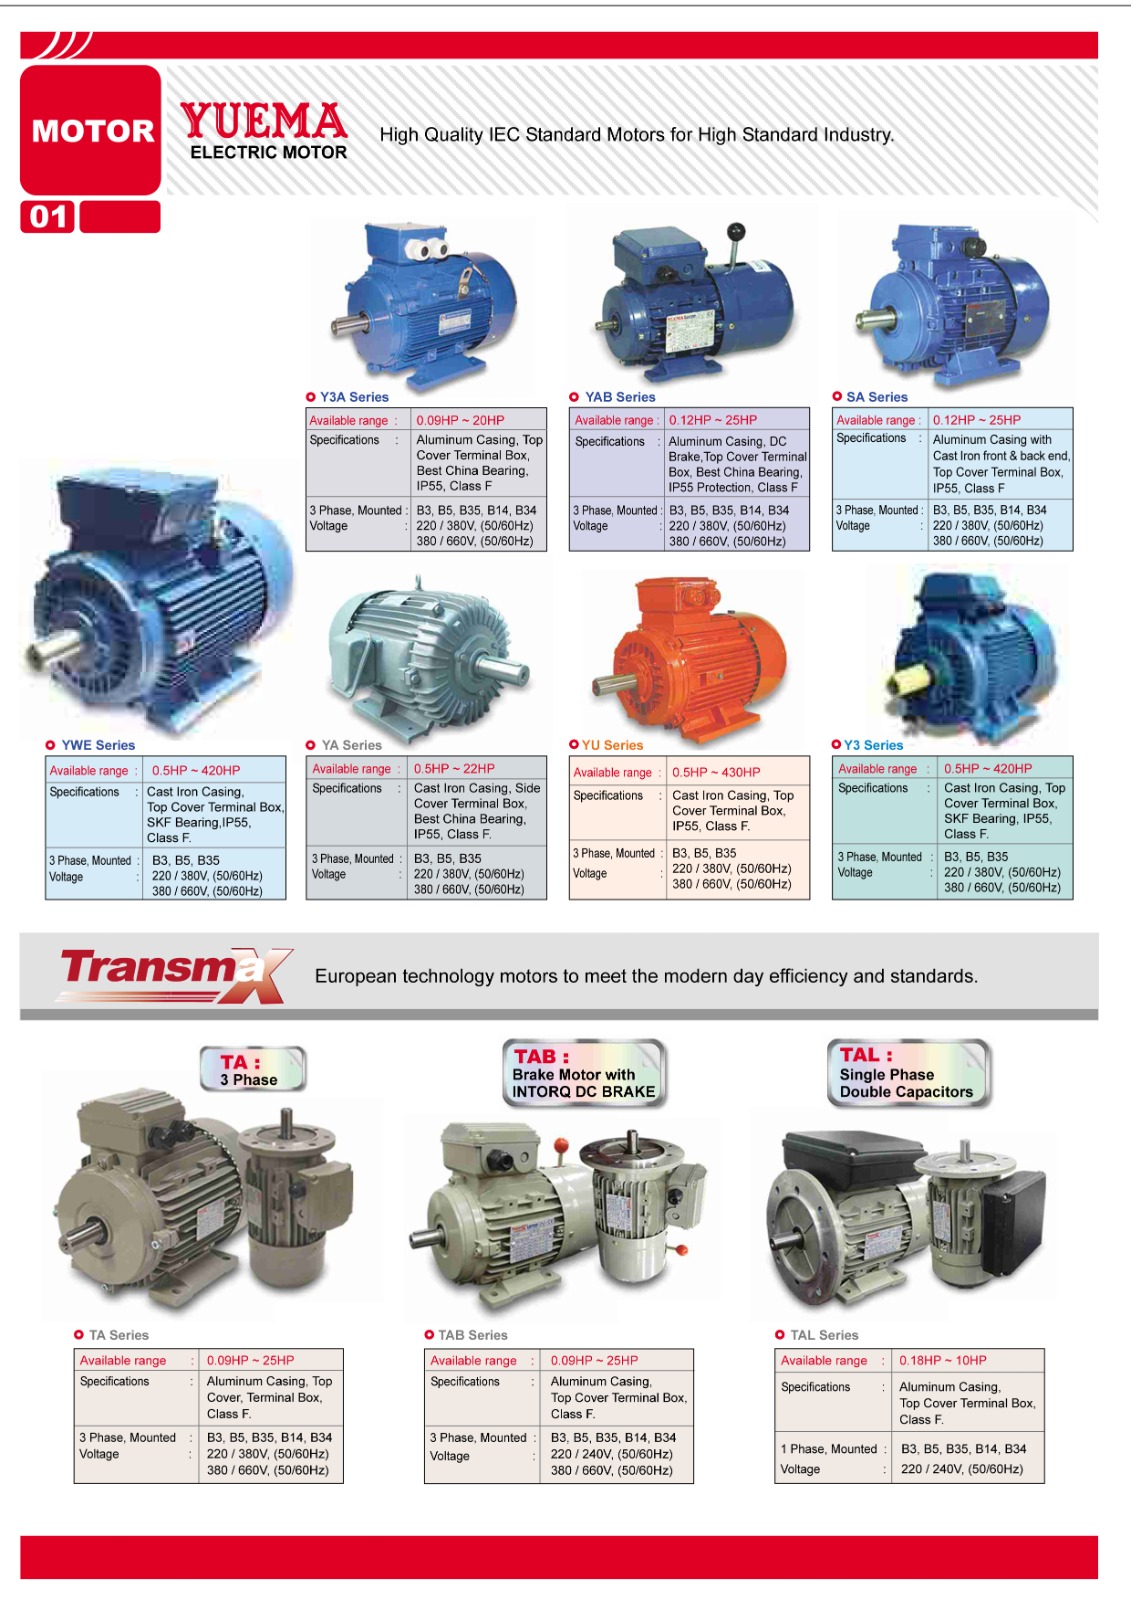 MOTOR
01
YUEMA
ELECTRIC MOTOR
High Quality IEC Standard Motors for High Standard Industry.
Y3A Series
Available range : 0.09HP ~ 20HP
Specifications : Aluminum Casing, Top
Cover Terminal Box,
Best China Bearing,
IP55, Class F
3 Phase, Mounted : B3, B5, B35, B14, B34
Voltage : 220 / 380V, (50/60Hz)
380 / 660V, (50/60Hz)
YAB Series
Available range : 0.12HP ~ 25HP
Specifications : Aluminum Casing, DC
Brake,Top Cover Terminal
Box, Best China Bearing,
IP55 Protection, Class F
3 Phase, Mounted : B3, B5, B35, B14, B34
Voltage : 220 / 380V, (50/60Hz)
380 / 660V, (50/60Hz)
SA Series
Available range : 0.12HP ~ 25HP
Specifications : Aluminum Casing with
Cast Iron front & back end,
Top Cover Terminal Box,
IP55, Class F
3 Phase, Mounted : B3, B5, B35, B14, B34
Voltage : 220 / 380V, (50/60Hz)
380 / 660V, (50/60Hz)
YWE Series
Available range : 0.5HP ~ 420HP
Specifications : Cast Iron Casing,
Top Cover Terminal Box,
SKF Bearing,IP55,
Class F.
3 Phase, Mounted : B3, B5, B35
Voltage : 220 / 380V, (50/60Hz)
380 / 660V, (50/60Hz)
YA Series
Available range : 0.5HP ~ 22HP
Specifications : Cast Iron Casing, Side
Cover Terminal Box,
Best China Bearing,
IP55, Class F.
3 Phase, Mounted : B3, B5, B35
Voltage : 220 / 380V, (50/60Hz)
380 / 660V, (50/60Hz)
YU Series
Available range : 0.5HP ~ 430HP
Specifications : Cast Iron Casing, Top
Cover Terminal Box,
IP55, Class F.
3 Phase, Mounted : B3, B5, B35
Voltage : 220 / 380V, (50/60Hz)
380 / 660V, (50/60Hz)
Y3 Series
Available range : 0.5HP ~ 420HP
Specifications : Cast Iron Casing, Top
Cover Terminal Box,
SKF Bearing, IP55,
Class F.
3 Phase, Mounted : B3, B5, B35
Voltage : 220 / 380V, (50/60Hz)
380 / 660V, (50/60Hz)
TransmaX
European technology motors to meet the modern day efficiency and standards.
TA :
3 Phase
TAB :
Brake Motor with
INTORQ DC BRAKE
TAL :
Single Phase
Double Capacitors
TA Series
Available range : 0.09HP ~ 25HP
Specifications : Aluminum Casing, Top
Cover, Terminal Box,
Class F.
3 Phase, Mounted : B3, B5, B35, B14, B34
Voltage : 220 / 380V, (50/60Hz)
380 / 660V, (50/60Hz)
TAB Series
Available range : 0.09HP ~ 25HP
Specifications : Aluminum Casing,
Top Cover Terminal Box,
Class F.
3 Phase, Mounted : B3, B5, B35, B14, B34
Voltage : 220 / 240V, (50/60Hz)
380 / 660V, (50/60Hz)
TAL Series
Available range : 0.18HP ~ 10HP
Specifications : Aluminum Casing,
Top Cover Terminal Box,
Class F.
1 Phase, Mounted : B3, B5, B35, B14, B34
Voltage : 220 / 240V, (50/60Hz)